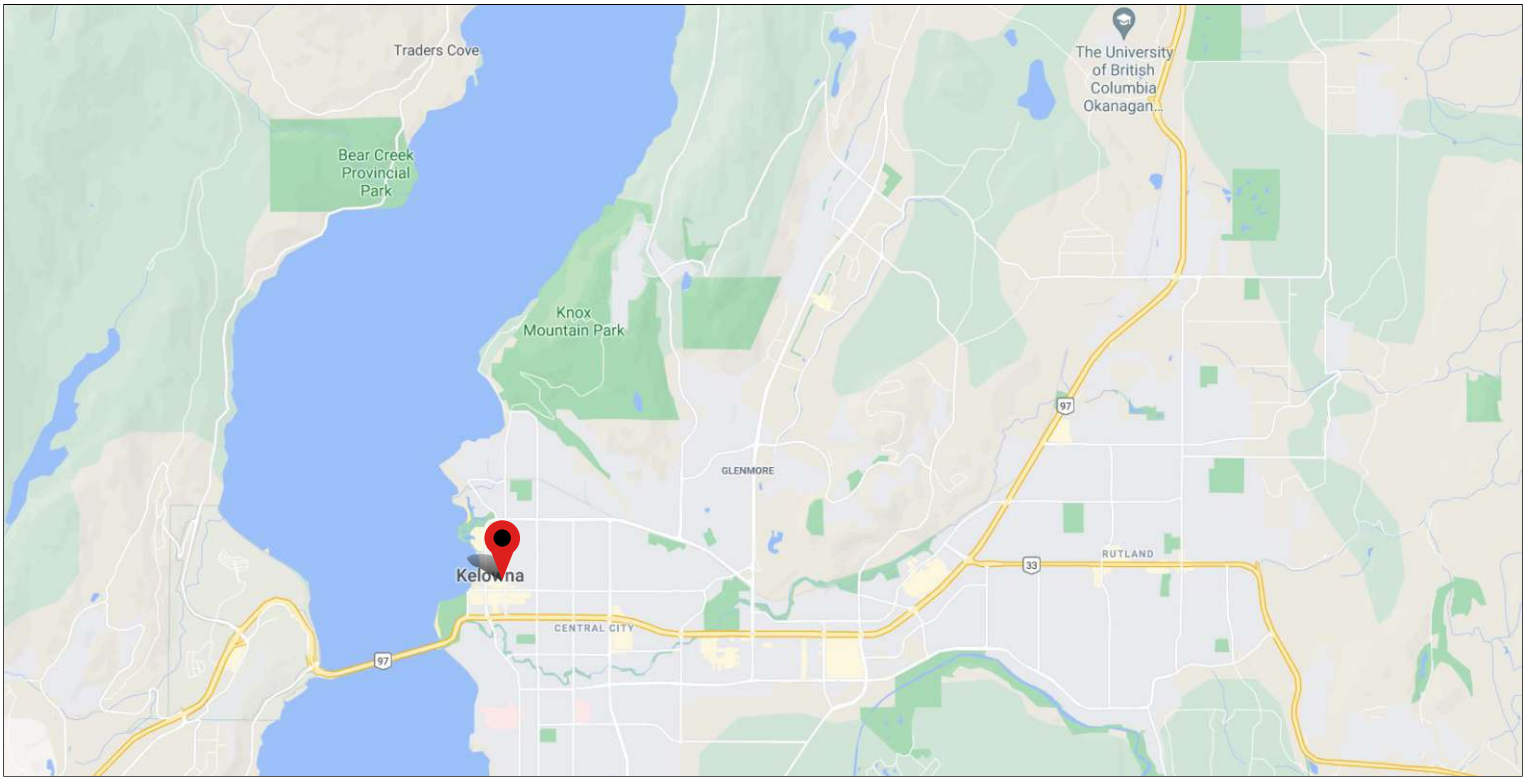 Traders Cove
The University
of British
Columbia
Okanagan...
Bear Creek
Provincial
Park
Knox
Mountain Park
97
GLENMORE
RUTLAND
33
Kelowna
CENTRAL CITY
97